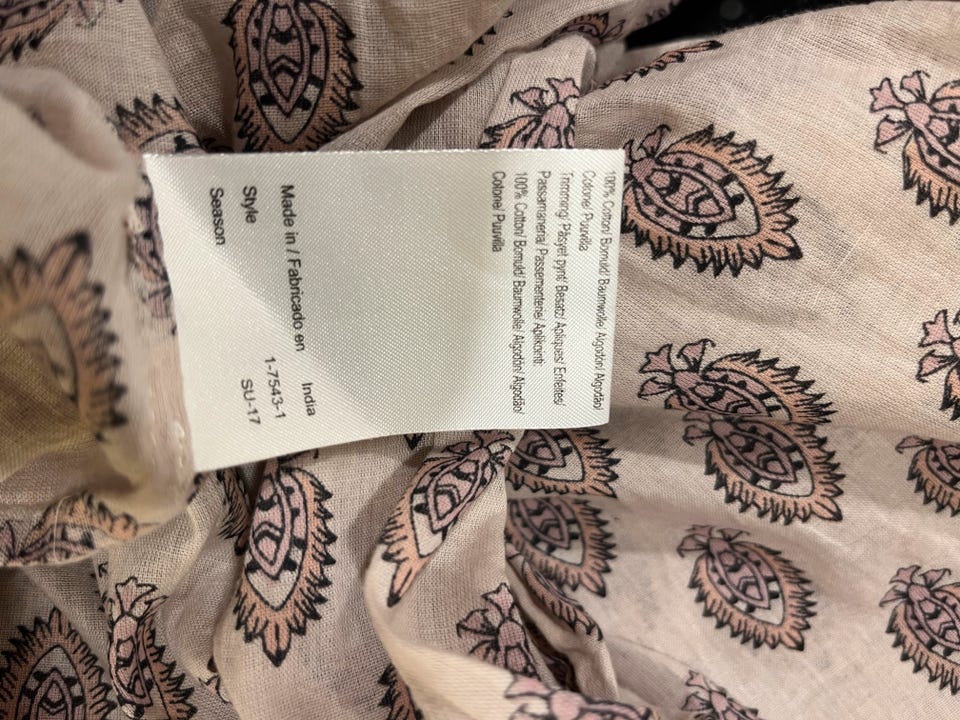 100% Cotton/ Bomuld/ Baumwolle/ Algodón/ Algodão/
Cotone/ Puuvilla
Trimming/ Påsyet pynt/ Besatz/ Apliques/ Enfeites/
Passamaneria/ Passementerie/ Aplikointi:
100% Cotton/ Bomuld/ Baumwolle/ Algodón/ Algodão/
Cotone/ Puuvilla
Made in / Fabricado en India
Style 1-7543-1
Season SU-17